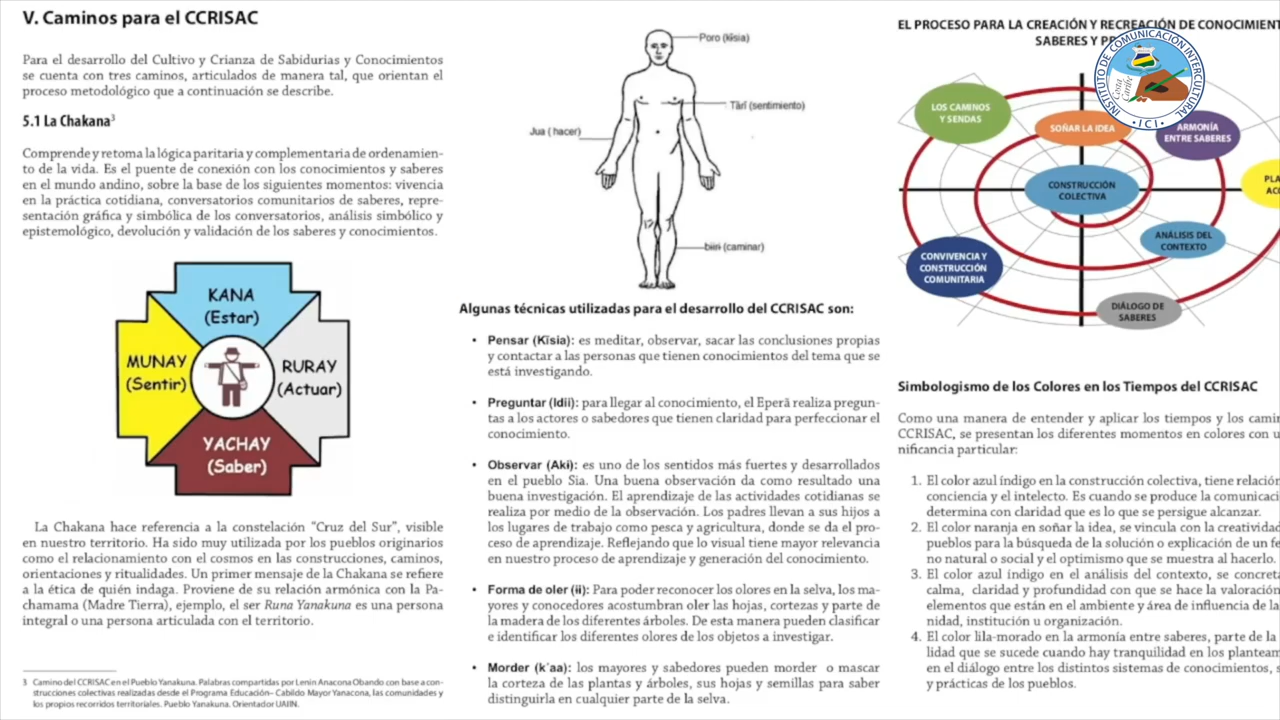 V. Caminos para el CCRISAC
Para el desarrollo del Cultivo y Crianza de Sabidurias y Conocimientos
se cuenta con tres caminos, articulados de manera tal, que orientan el
proceso metodológico que a continuación se describe.
5.1 La Chakana3
Comprende y retoma la lógica paritaria y complementaria de ordenamien-
to de la vida. Es el puente de conexión con los conocimientos y saberes
en el mundo andino, sobre la base de los siguientes momentos: vivencia
en la práctica cotidiana, conversatorios comunitarios de saberes, repre-
sentación gráfica y simbólica de los conversatorios, análisis simbólico y
epistemológico, devolución y validación de los saberes y conocimientos.
KANA
(Estar)
MUNAY
(Sentir)
RURAY
(Actuar)
YACHAY
(Saber)
La Chakana hace referencia a la constelación "Cruz del Sur", visible
en nuestro territorio. Ha sido muy utilizada por los pueblos originarios
como el relacionamiento con el cosmos en las construcciones, caminos,
orientaciones y ritualidades. Un primer mensaje de la Chakana se refiere
a la ética de quién indaga. Proviene de su relación armónica con la Pa-
chamama (Madre Tierra), ejemplo, el ser Runa Yanakuna es una persona
integral o una persona articulada con el territorio.
3 Camino del CCRISAC en el Pueblo Yanakuna. Palabras compartidas por Lenin Anacona Obando con base a con-
strucciones colectivas realizadas desde el Programa Educación– Cabildo Mayor Yanacona, las comunidades y
los propios recorridos territoriales. Pueblo Yanakuna. Orientador UAIIN.
Poro (kĩsia)
Tãrĩ (sentimiento)
Jua ( hacer)
biiri (caminar)
Algunas técnicas utilizadas para el desarrollo del CCRISAC son:
• Pensar (Kĩsia): es meditar, observar, sacar las conclusiones propias
y contactar a las personas que tienen conocimientos del tema que se
está investigando.
• Preguntar (Idii): para llegar al conocimiento, el Eperã realiza pregun-
tas a los actores o sabedores que tienen claridad para perfeccionar el
conocimiento.
• Observar (Akĩ): es uno de los sentidos más fuertes y desarrollados
en el pueblo Sia. Una buena observación da como resultado una
buena investigación. El aprendizaje de las actividades cotidianas se
realiza por medio de la observación. Los padres llevan a sus hijos a
los lugares de trabajo como pesca y agricultura, donde se da el pro-
ceso de aprendizaje. Reflejando que lo visual tiene mayor relevancia
en nuestro proceso de aprendizaje y generación del conocimiento.
• Forma de oler (ii): Para poder reconocer los olores en la selva, los ma-
yores y conocedores acostumbran oler las hojas, cortezas y parte de
la madera de los diferentes árboles. De esta manera pueden clasificar
e identificar los diferentes olores de los objetos a investigar.
• Morder (k´aa): los mayores y sabedores pueden morder o mascar
la corteza de las plantas y árboles, sus hojas y semillas para saber
distinguirla en cualquier parte de la selva.
EL PROCESO PARA LA CREACIÓN Y RECREACIÓN DE CONOCIMIENT
SABERES Y PR
INSTITUTO DE COMUNICACIÓN INTERCULTURAL
Costa Caribe
• ICI •
LOS CAMINOS
Y SENDAS
SOÑAR LA IDEA
ARMONÍA
ENTRE SABERES
CONSTRUCCIÓN
COLECTIVA
PLA
AC
ANÁLISIS DEL
CONTEXTO
CONVIVENCIA Y
CONSTRUCCIÓN
COMUNITARIA
DIÁLOGO DE
SABERES
Simbologismo de los Colores en los Tiempos del CCRISAC
Como una manera de entender y aplicar los tiempos y los camin
CCRISAC, se presentan los diferentes momentos en colores con u
nificancia particular:
1. El color azul índigo en la construcción colectiva, tiene relación
conciencia y el intelecto. Es cuando se produce la comunicaci
determina con claridad que es lo que se persigue alcanzar.
2. El color naranja en soñar la idea, se vincula con la creatividad
pueblos para la búsqueda de la solución o explicación de un fe
no natural o social y el optimismo que se muestra al hacerlo.
3. El color azul índigo en el análisis del contexto, se concreta
calma, claridad y profundidad con que se hace la valoración
elementos que están en el ambiente y área de influencia de la
nidad, institución u organización.
4. El color lila-morado en la armonía entre saberes, parte de la
lidad que se sucede cuando hay tranquilidad en los planteam
en el diálogo entre los distintos sistemas de conocimientos, s
y prácticas de los pueblos.